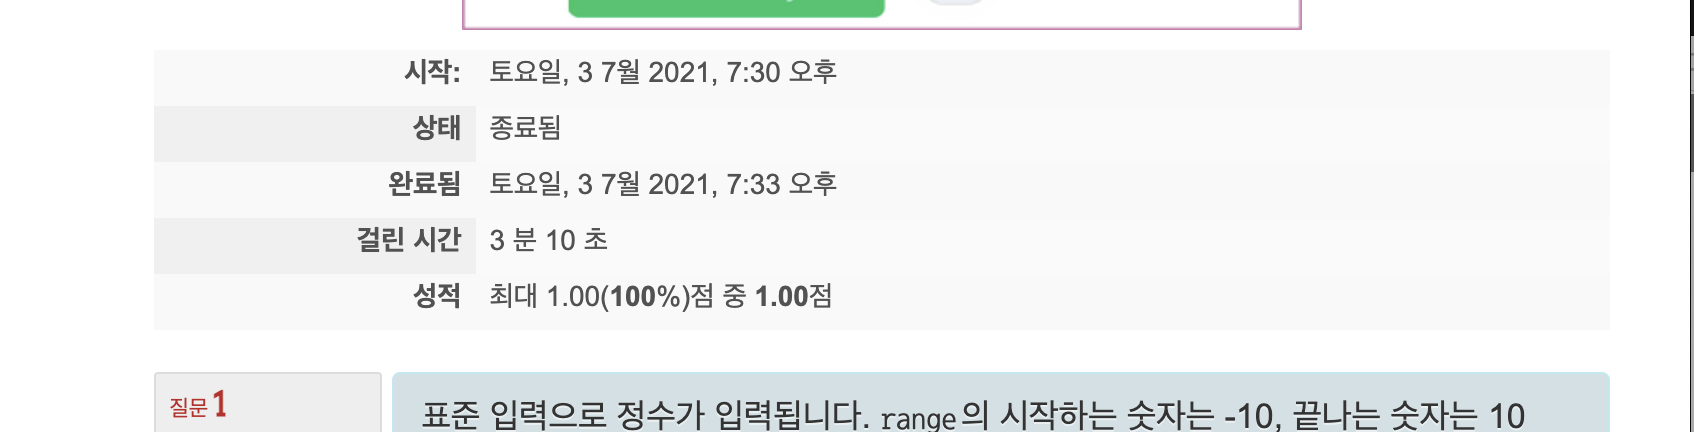 시작: 토요일, 3 7월 2021, 7:30 오후
상태 종료됨
완료됨 토요일, 3 7월 2021, 7:33 오후
걸린 시간 3 분 10 초
성적 최대 1.00(100%)점 중 1.00점
질문 1
표준 입력으로 정수가 입력됩니다. range의 시작하는 숫자는 -10, 끝나는 숫자는 10